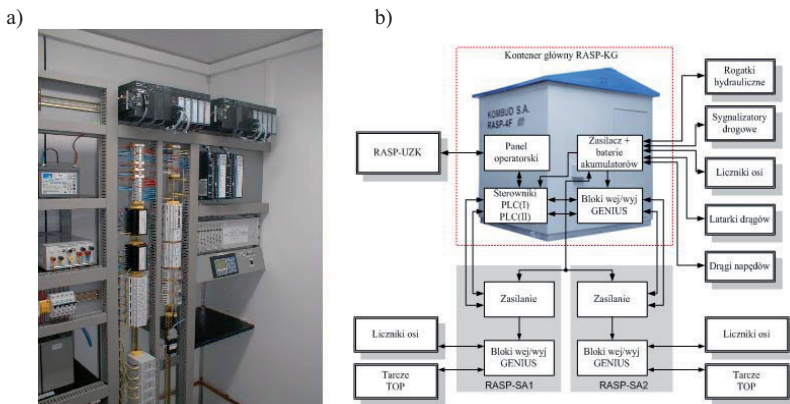 a)
b)
Kontener główny RASP-KG
KOMBUD S.A.
RASP-4F
RASP-UZK
Panel
operatorski
Zasilacz +
baterie
akumulatorów
Sterowniki
PLC(I)
PLC(II)
Bloki wej/wyj
GENIUS
Rogatki
hydrauliczne
Sygnalizatory
drogowe
Liczniki osi
Latarki drągów
Drągi napędów
Zasilanie
Zasilanie
Liczniki osi
Bloki wej/wyj
GENIUS
Bloki wej/wyj
GENIUS
Liczniki osi
Tarcze
TOP
RASP-SA1
RASP-SA2
Tarcze
TOP